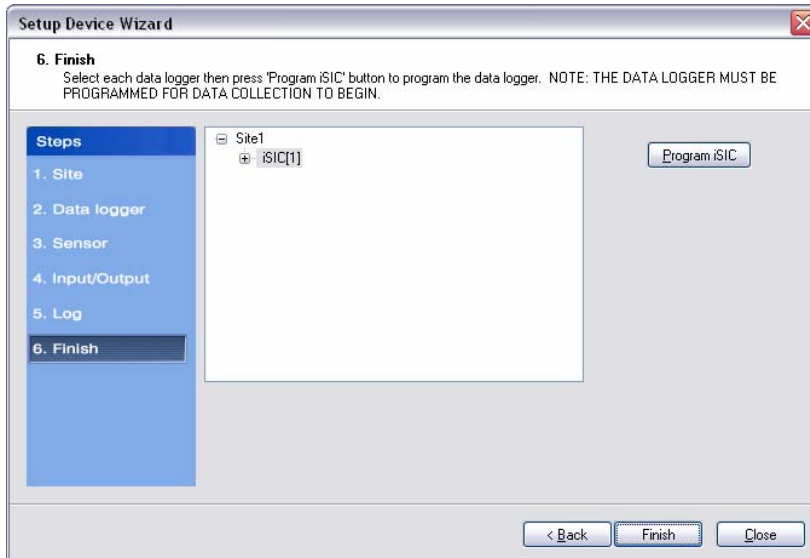 Setup Device Wizard
6. Finish
Select each data logger then press 'Program iSIC' button to program the data logger. NOTE: THE DATA LOGGER MUST BE
PROGRAMMED FOR DATA COLLECTION TO BEGIN.
Steps
1. Site
2. Data logger
3. Sensor
4. Input/Output
5. Log
6. Finish
Site1
iSIC[1]
Program iSIC
< Back
Finish
Close